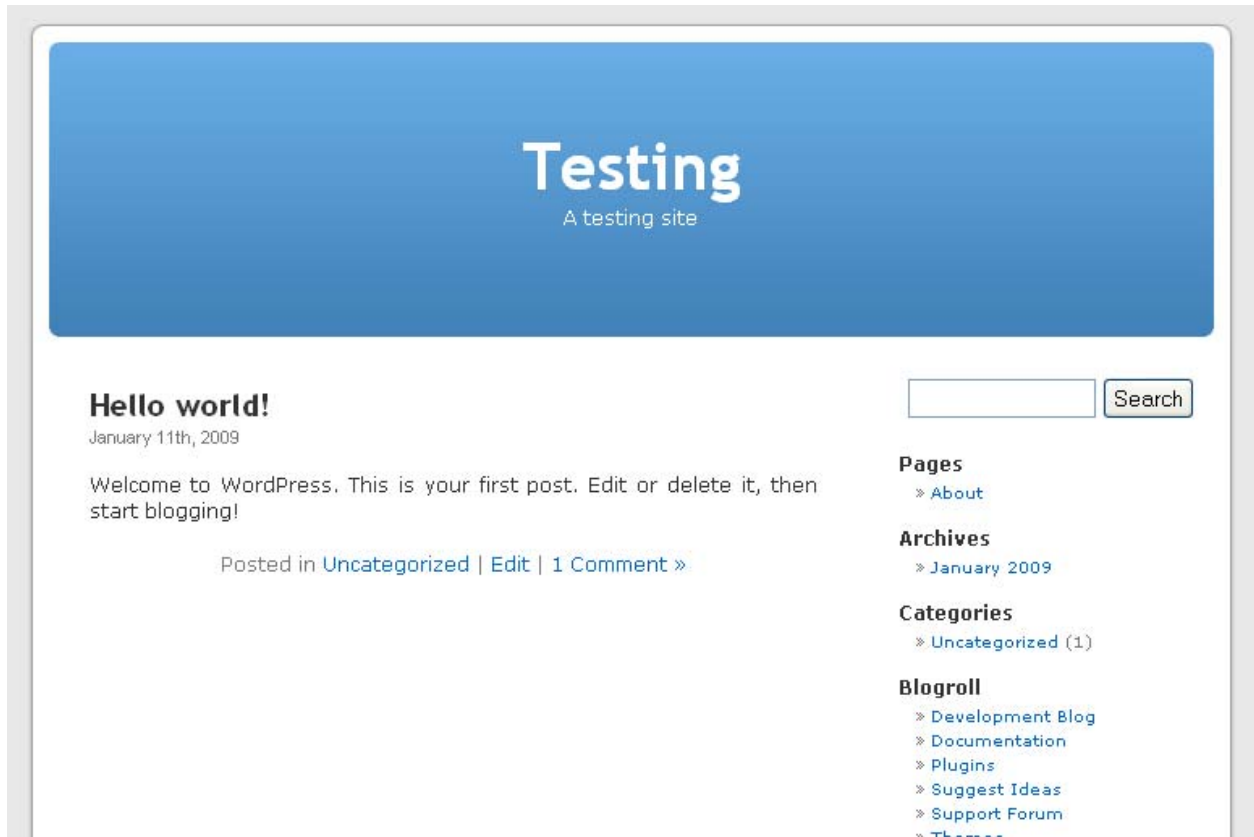 Testing
A testing site
Hello world!
January 11th, 2009
Welcome to WordPress. This is your first post. Edit or delete it, then
start blogging!
Posted in Uncategorized | Edit | 1 Comment »
Search
Pages
» About
Archives
» January 2009
Categories
» Uncategorized (1)
Blogroll
» Development Blog
» Documentation
» Plugins
» Suggest Ideas
» Support Forum
» Themes